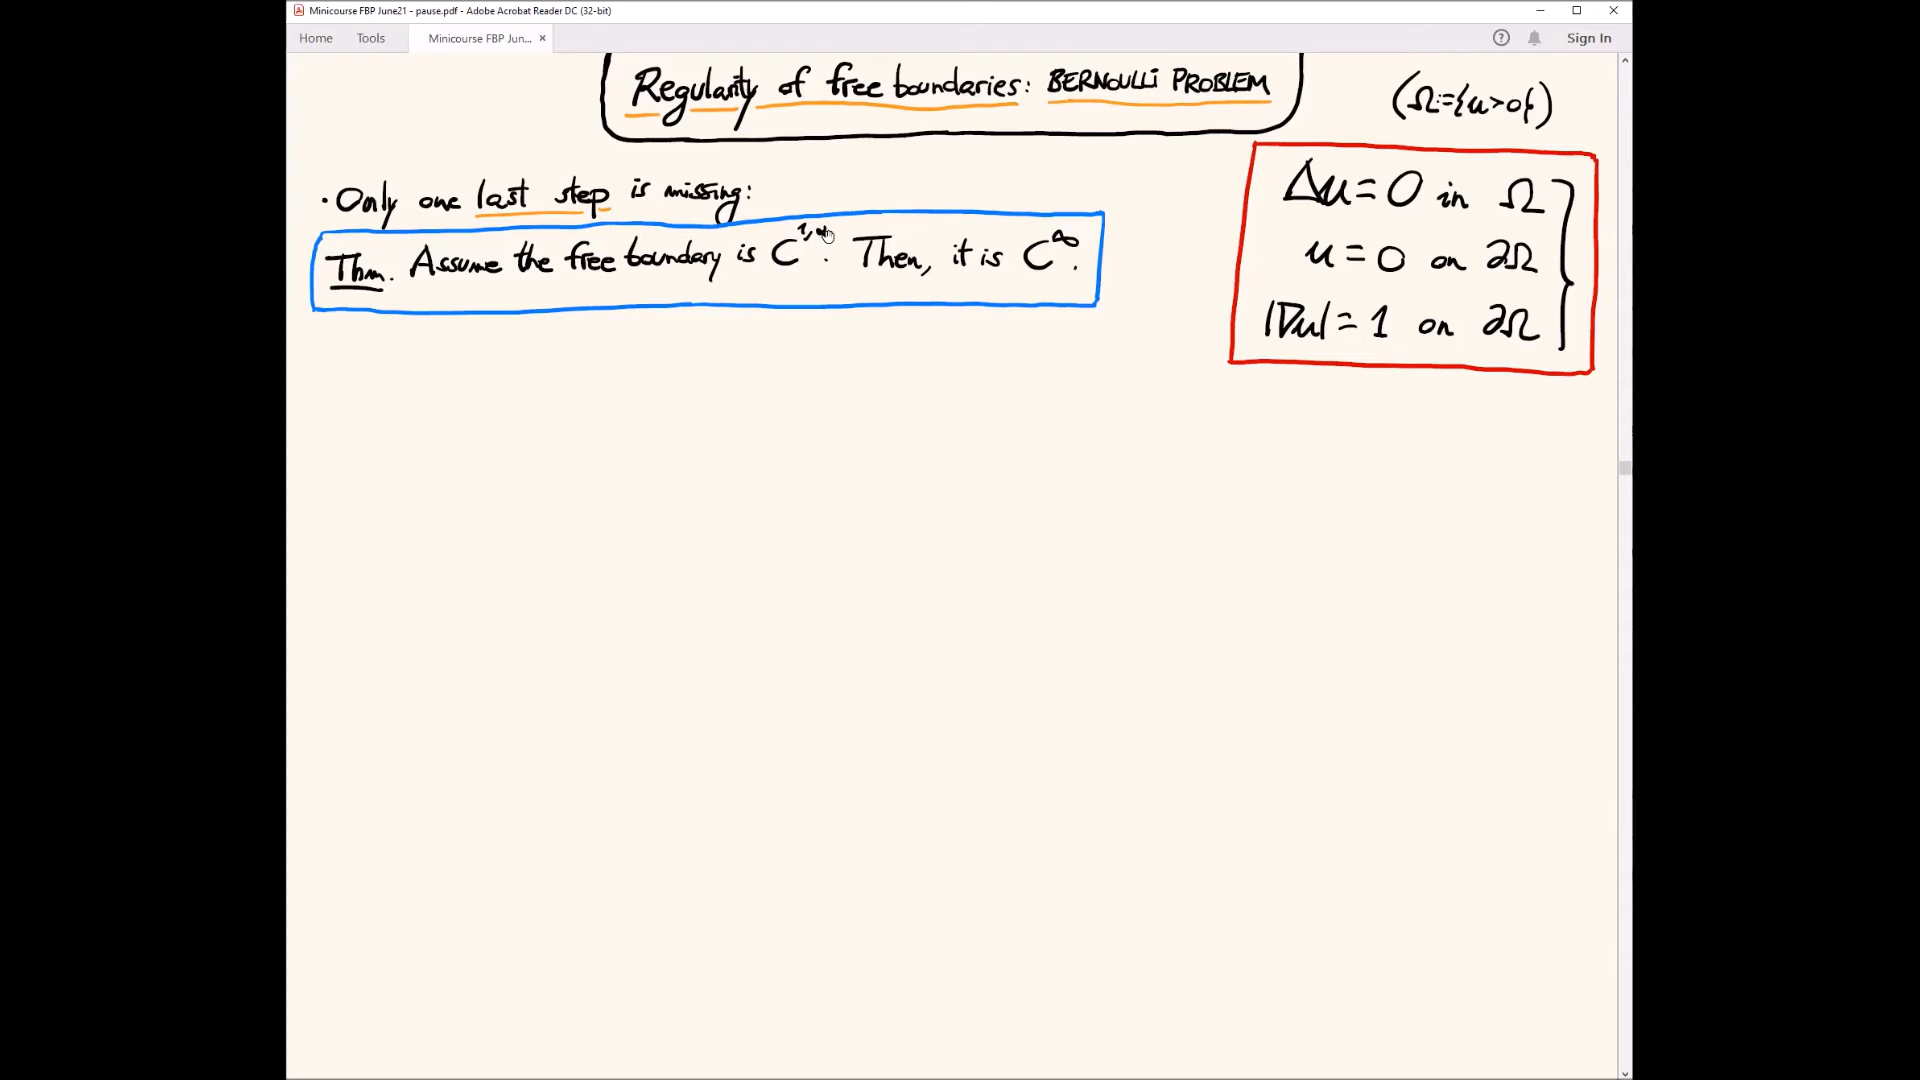 Minicourse FBP June21 - pause.pdf - Adobe Acrobat Reader DC (32-bit)
Home Tools Minicourse FBP Jun... × ? Sign In
Regularity of free boundaries: BERNOULLI PROBLEM
(Ω:={u>0})
· Only one last step is missing:
Thm. Assume the free boundary is C^{1,α}. Then, it is C^∞.
Δu=0 in Ω
u=0 on ∂Ω
|∇u|=1 on ∂Ω